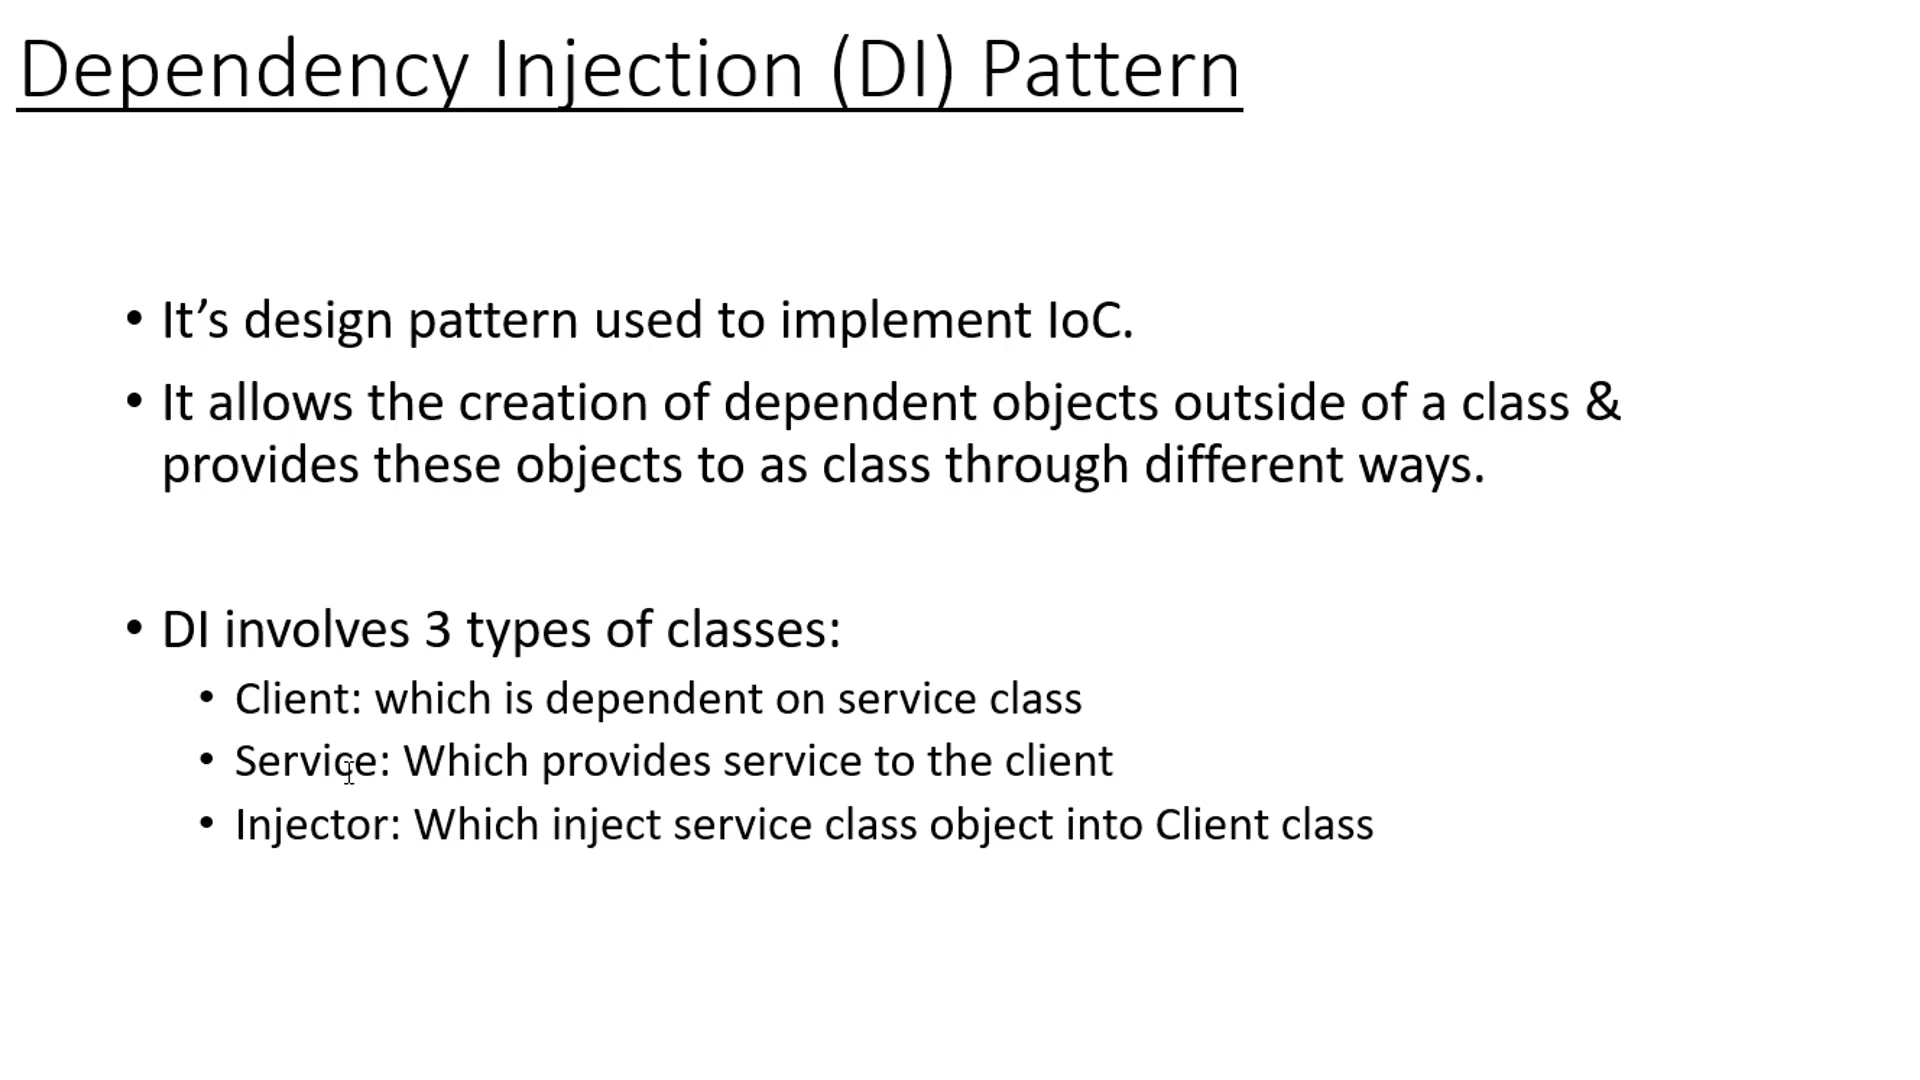 Dependency Injection (DI) Pattern
• It’s design pattern used to implement IoC.
• It allows the creation of dependent objects outside of a class &
provides these objects to as class through different ways.
• DI involves 3 types of classes:
• Client: which is dependent on service class
• Service: Which provides service to the client
• Injector: Which inject service class object into Client class